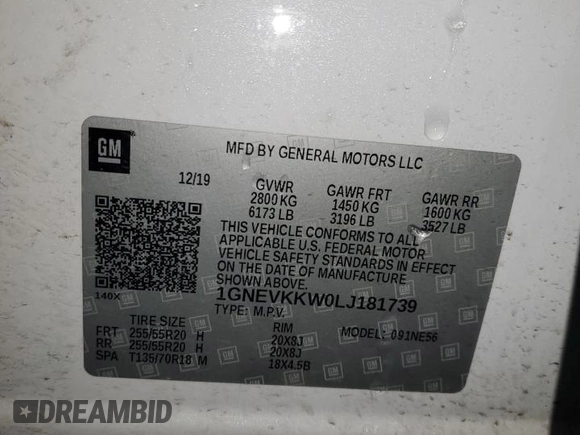 GM
MFD BY GENERAL MOTORS LLC
12/19
GVWR
2800 KG
6173 LB
GAWR FRT
1450 KG
3196 LB
GAWR RR
1600 KG
3527 LB
THIS VEHICLE CONFORMS TO ALL
APPLICABLE U.S. FEDERAL MOTOR
VEHICLE SAFETY STANDARDS IN EFFECT
ON THE DATE OF MANUFACTURE
SHOWN ABOVE.
140X
1GNEVKKW0LJ181739
TYPE: M.P.V.
MODEL: 091NE56
TIRE SIZE RIM
FRT 255/55R20 H 20X8J
RR 255/55R20 H 20X8J
SPA T135/70R18 M 18X4.5B
DREAMBID